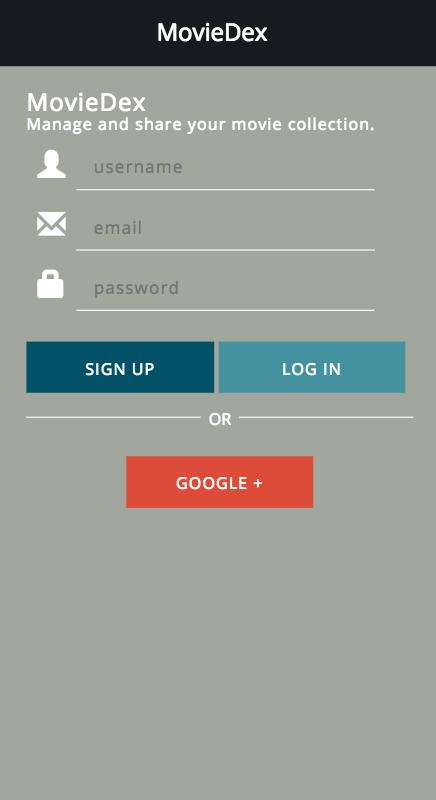 MovieDex
MovieDex
Manage and share your movie collection.
username
email
password
SIGN UP
LOG IN
OR
GOOGLE +